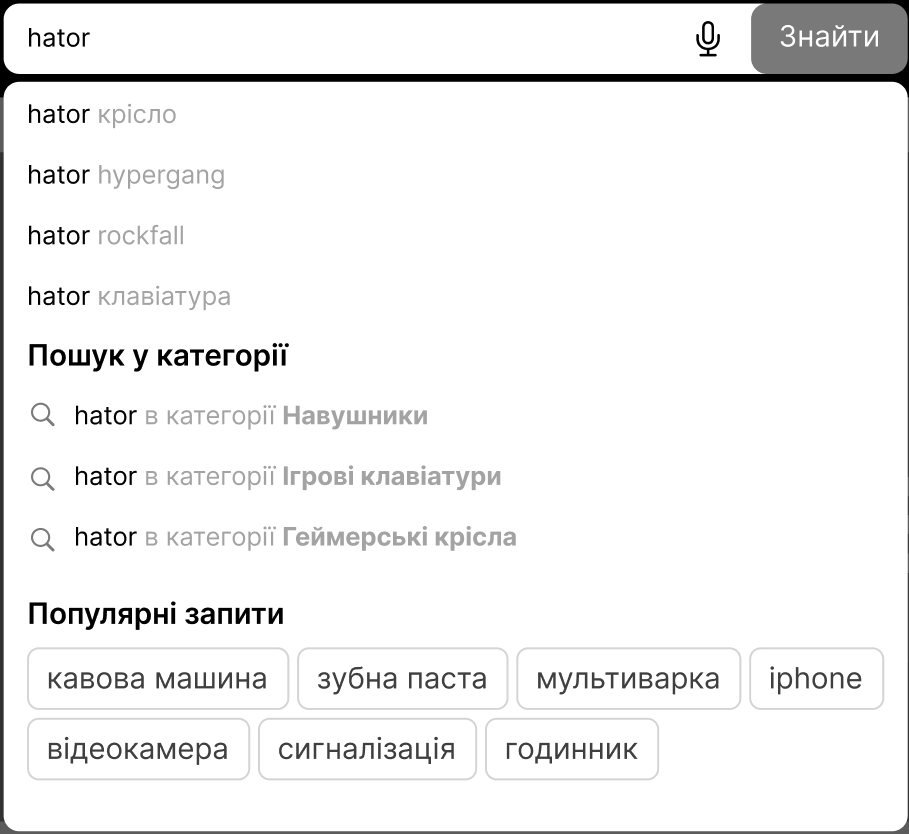 hator Знайти
hator крісло
hator hypergang
hator rockfall
hator клавіатура
Пошук у категорії
hator в категорії Навушники
hator в категорії Ігрові клавіатури
hator в категорії Геймерські крісла
Популярні запити
кавова машина зубна паста мультиварка iphone
відеокамера сигналізація годинник